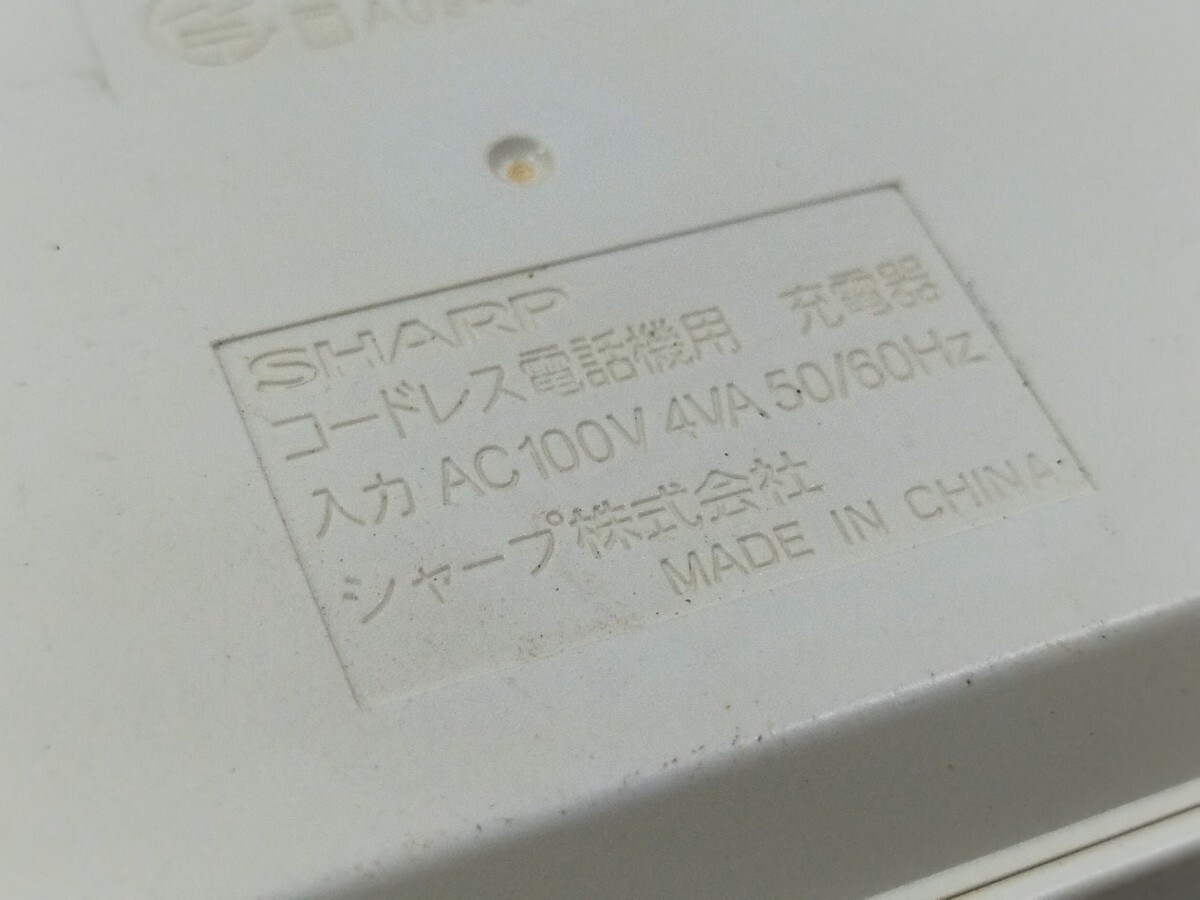 SHARP
コードレス電話機用 充電器
入力 AC100V 4VA 50/60Hz
シャープ株式会社
MADE IN CHINA